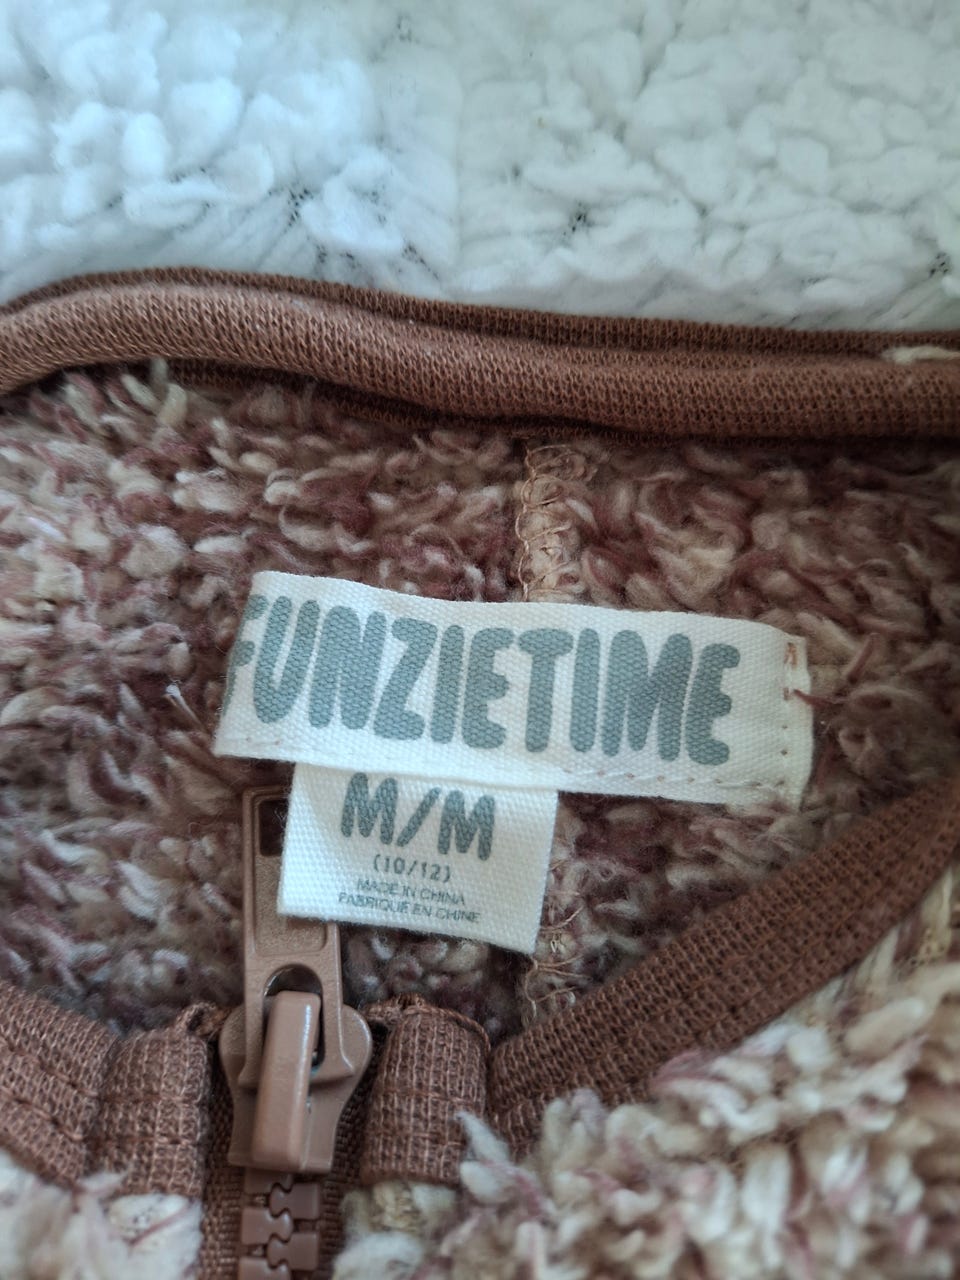 FUNZIETIME
M/M
(10/12)
MADE IN CHINA
FABRIQUÉ EN CHINE